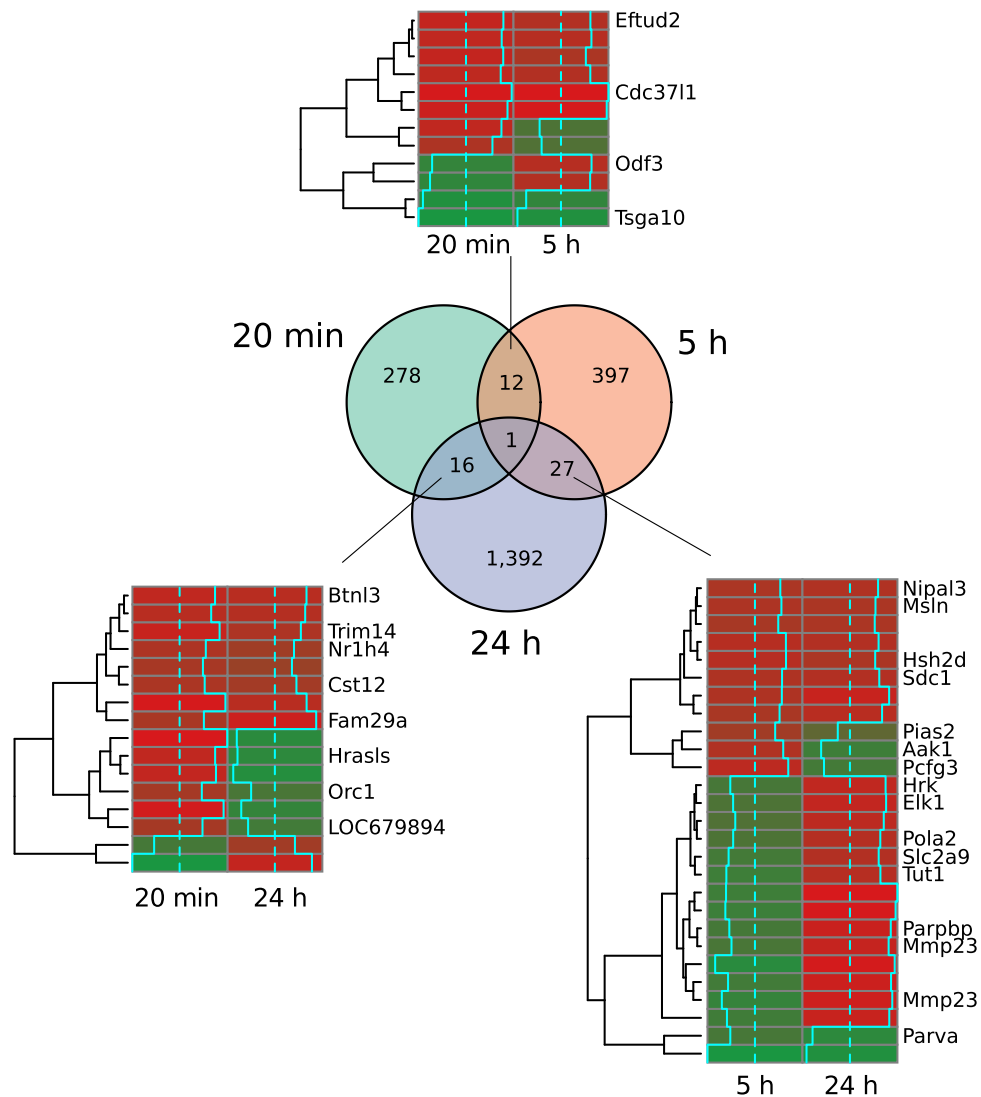 Eftud2
Cdc37l1
Odf3
Tsga10
20 min 5 h
20 min
5 h
278
12
397
1
16
27
1,392
24 h
Btnl3
Trim14
Nr1h4
Cst12
Fam29a
Hrasls
Orc1
LOC679894
20 min 24 h
Nipal3
Msln
Hsh2d
Sdc1
Pias2
Aak1
Pcfg3
Hrk
Elk1
Pola2
Slc2a9
Tut1
Parpbp
Mmp23
Mmp23
Parva
5 h 24 h